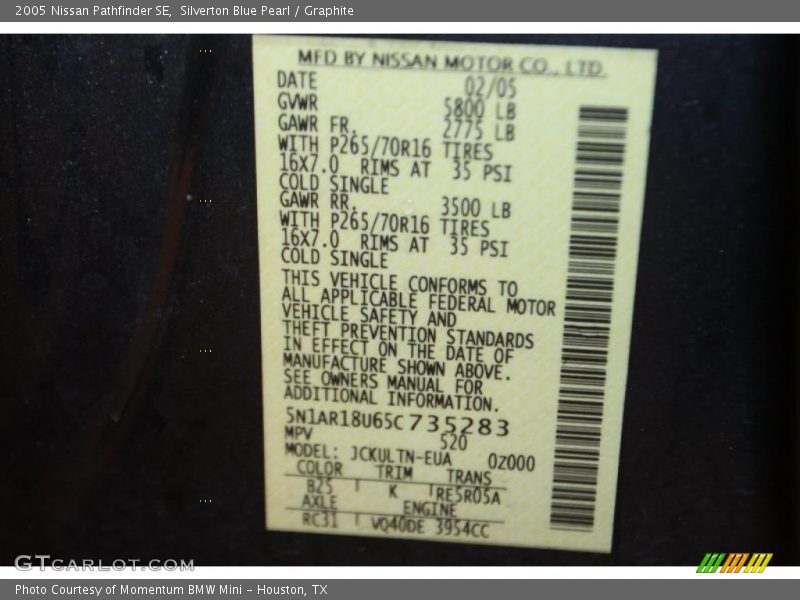 2005 Nissan Pathfinder SE,  Silverton Blue Pearl / Graphite
MFD BY NISSAN MOTOR CO., LTD.
DATE 02/05
GVWR 5800 LB
GAWR FR. 2775 LB
WITH P265/70R16 TIRES
16X7.0 RIMS AT 35 PSI
COLD SINGLE
GAWR RR. 3500 LB
WITH P265/70R16 TIRES
16X7.0 RIMS AT 35 PSI
COLD SINGLE
THIS VEHICLE CONFORMS TO
ALL APPLICABLE FEDERAL MOTOR
VEHICLE SAFETY AND
THEFT PREVENTION STANDARDS
IN EFFECT ON THE DATE OF
MANUFACTURE SHOWN ABOVE.
SEE OWNERS MANUAL FOR
ADDITIONAL INFORMATION.
5N1AR18U65C735283
MPV 520
MODEL: JCKULTN-EUA 0Z000
COLOR TRIM TRANS
B25 K RE5R05A
AXLE ENGINE
RC31 VQ40DE 3954CC
GTCarLot.com
Photo Courtesy of Momentum BMW Mini - Houston, TX